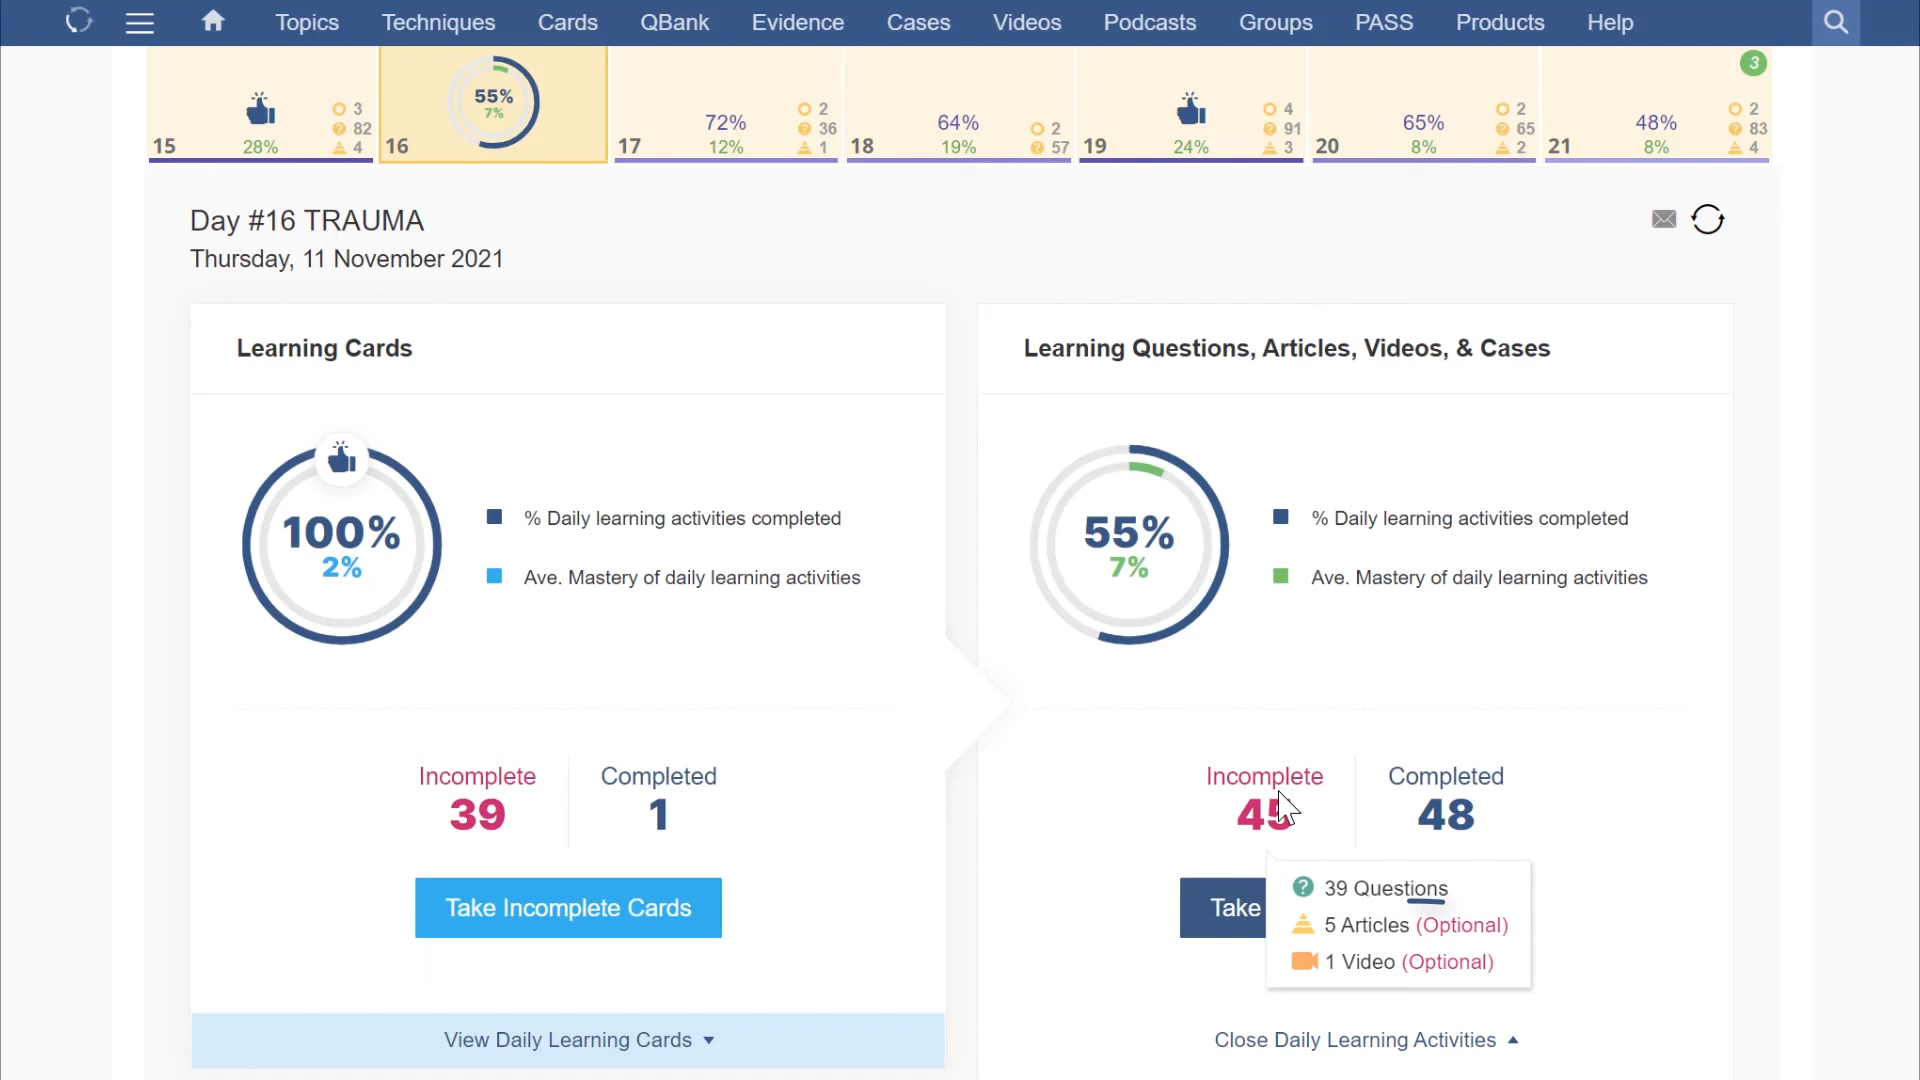 Topics Techniques Cards QBank Evidence Cases Videos Podcasts Groups PASS Products Help
15 28% 3 82 4
16 55% 7%
17 72% 12% 2 36 1
18 64% 19% 2 57
19 24% 4 91 3
20 65% 8% 2 65 2
21 48% 8% 3 2 83 4
Day #16 TRAUMA
Thursday, 11 November 2021
Learning Cards
100%
2%
% Daily learning activities completed
Ave. Mastery of daily learning activities
Incomplete Completed
39 1
Take Incomplete Cards
View Daily Learning Cards
Learning Questions, Articles, Videos, & Cases
55%
7%
% Daily learning activities completed
Ave. Mastery of daily learning activities
Incomplete Completed
45 48
Take
? 39 Questions
5 Articles (Optional)
1 Video (Optional)
Close Daily Learning Activities